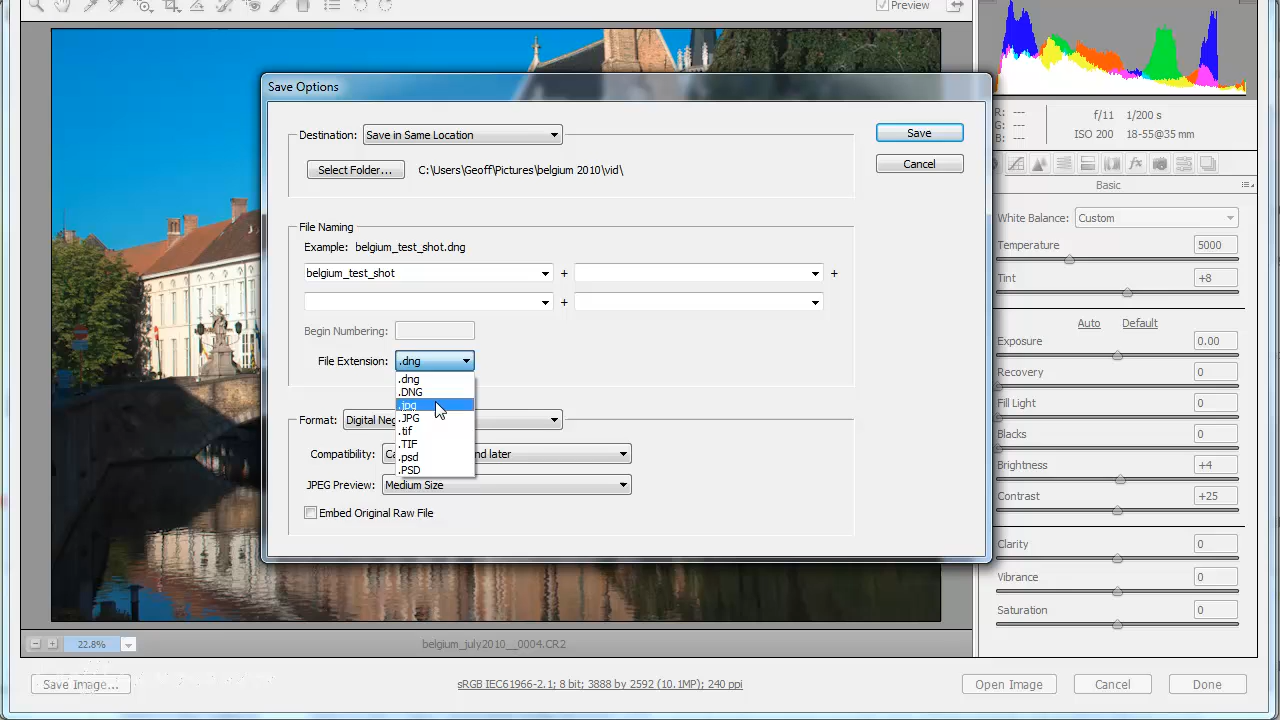 Preview
Save Options
Destination: Save in Same Location
Save
Select Folder... C:\Users\Geoff\Pictures\belgium 2010\vid\
Cancel
File Naming
Example: belgium_test_shot.dng
belgium_test_shot + +
+
Begin Numbering:
File Extension: .dng
.dng
.DNG
.jpg
.JPG
.tif
.TIF
.psd
.PSD
Format: Digital Neg
Compatibility: Ca nd later
JPEG Preview: Medium Size
Embed Original Raw File
R: ---
G: ---
B: ---
f/11 1/200 s
ISO 200 18-55@35 mm
fx
Basic
White Balance: Custom
Temperature 5000
Tint +8
Auto Default
Exposure 0.00
Recovery 0
Fill Light 0
Blacks 0
Brightness +4
Contrast +25
Clarity 0
Vibrance 0
Saturation 0
22.8% belgium_july2010__0004.CR2
Save Image... sRGB IEC61966-2.1; 8 bit; 3888 by 2592 (10.1MP); 240 ppi Open Image Cancel Done